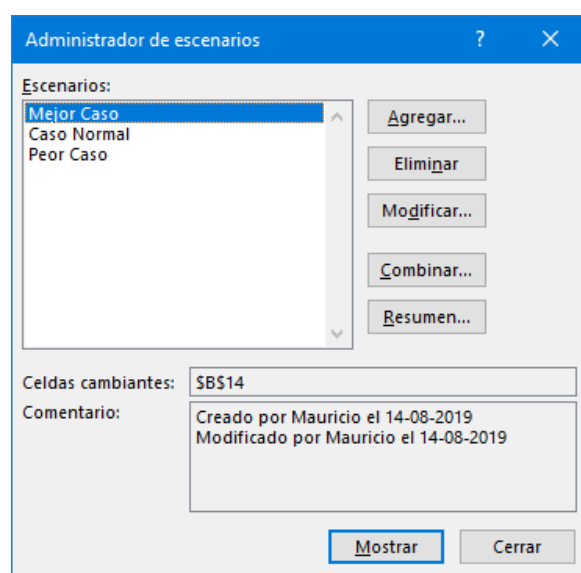 Administrador de escenarios ? ×
Escenarios:
Mejor Caso
Caso Normal
Peor Caso
Agregar...
Eliminar
Modificar...
Combinar...
Resumen...
Celdas cambiantes: $B$14
Comentario: Creado por Mauricio el 14-08-2019
Modificado por Mauricio el 14-08-2019
Mostrar Cerrar